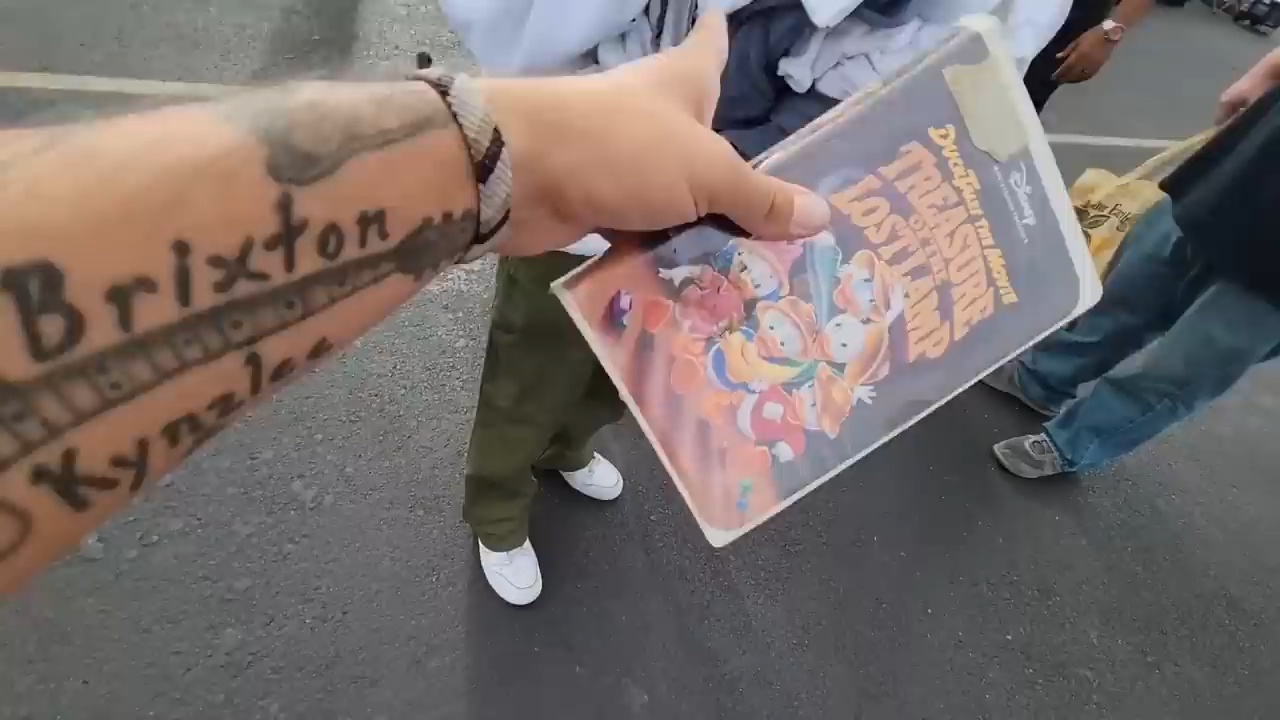 Brixton
Kynzlee
Disney
DUCKTALES THE MOVIE
TREASURE
OF THE
LOST LAMP